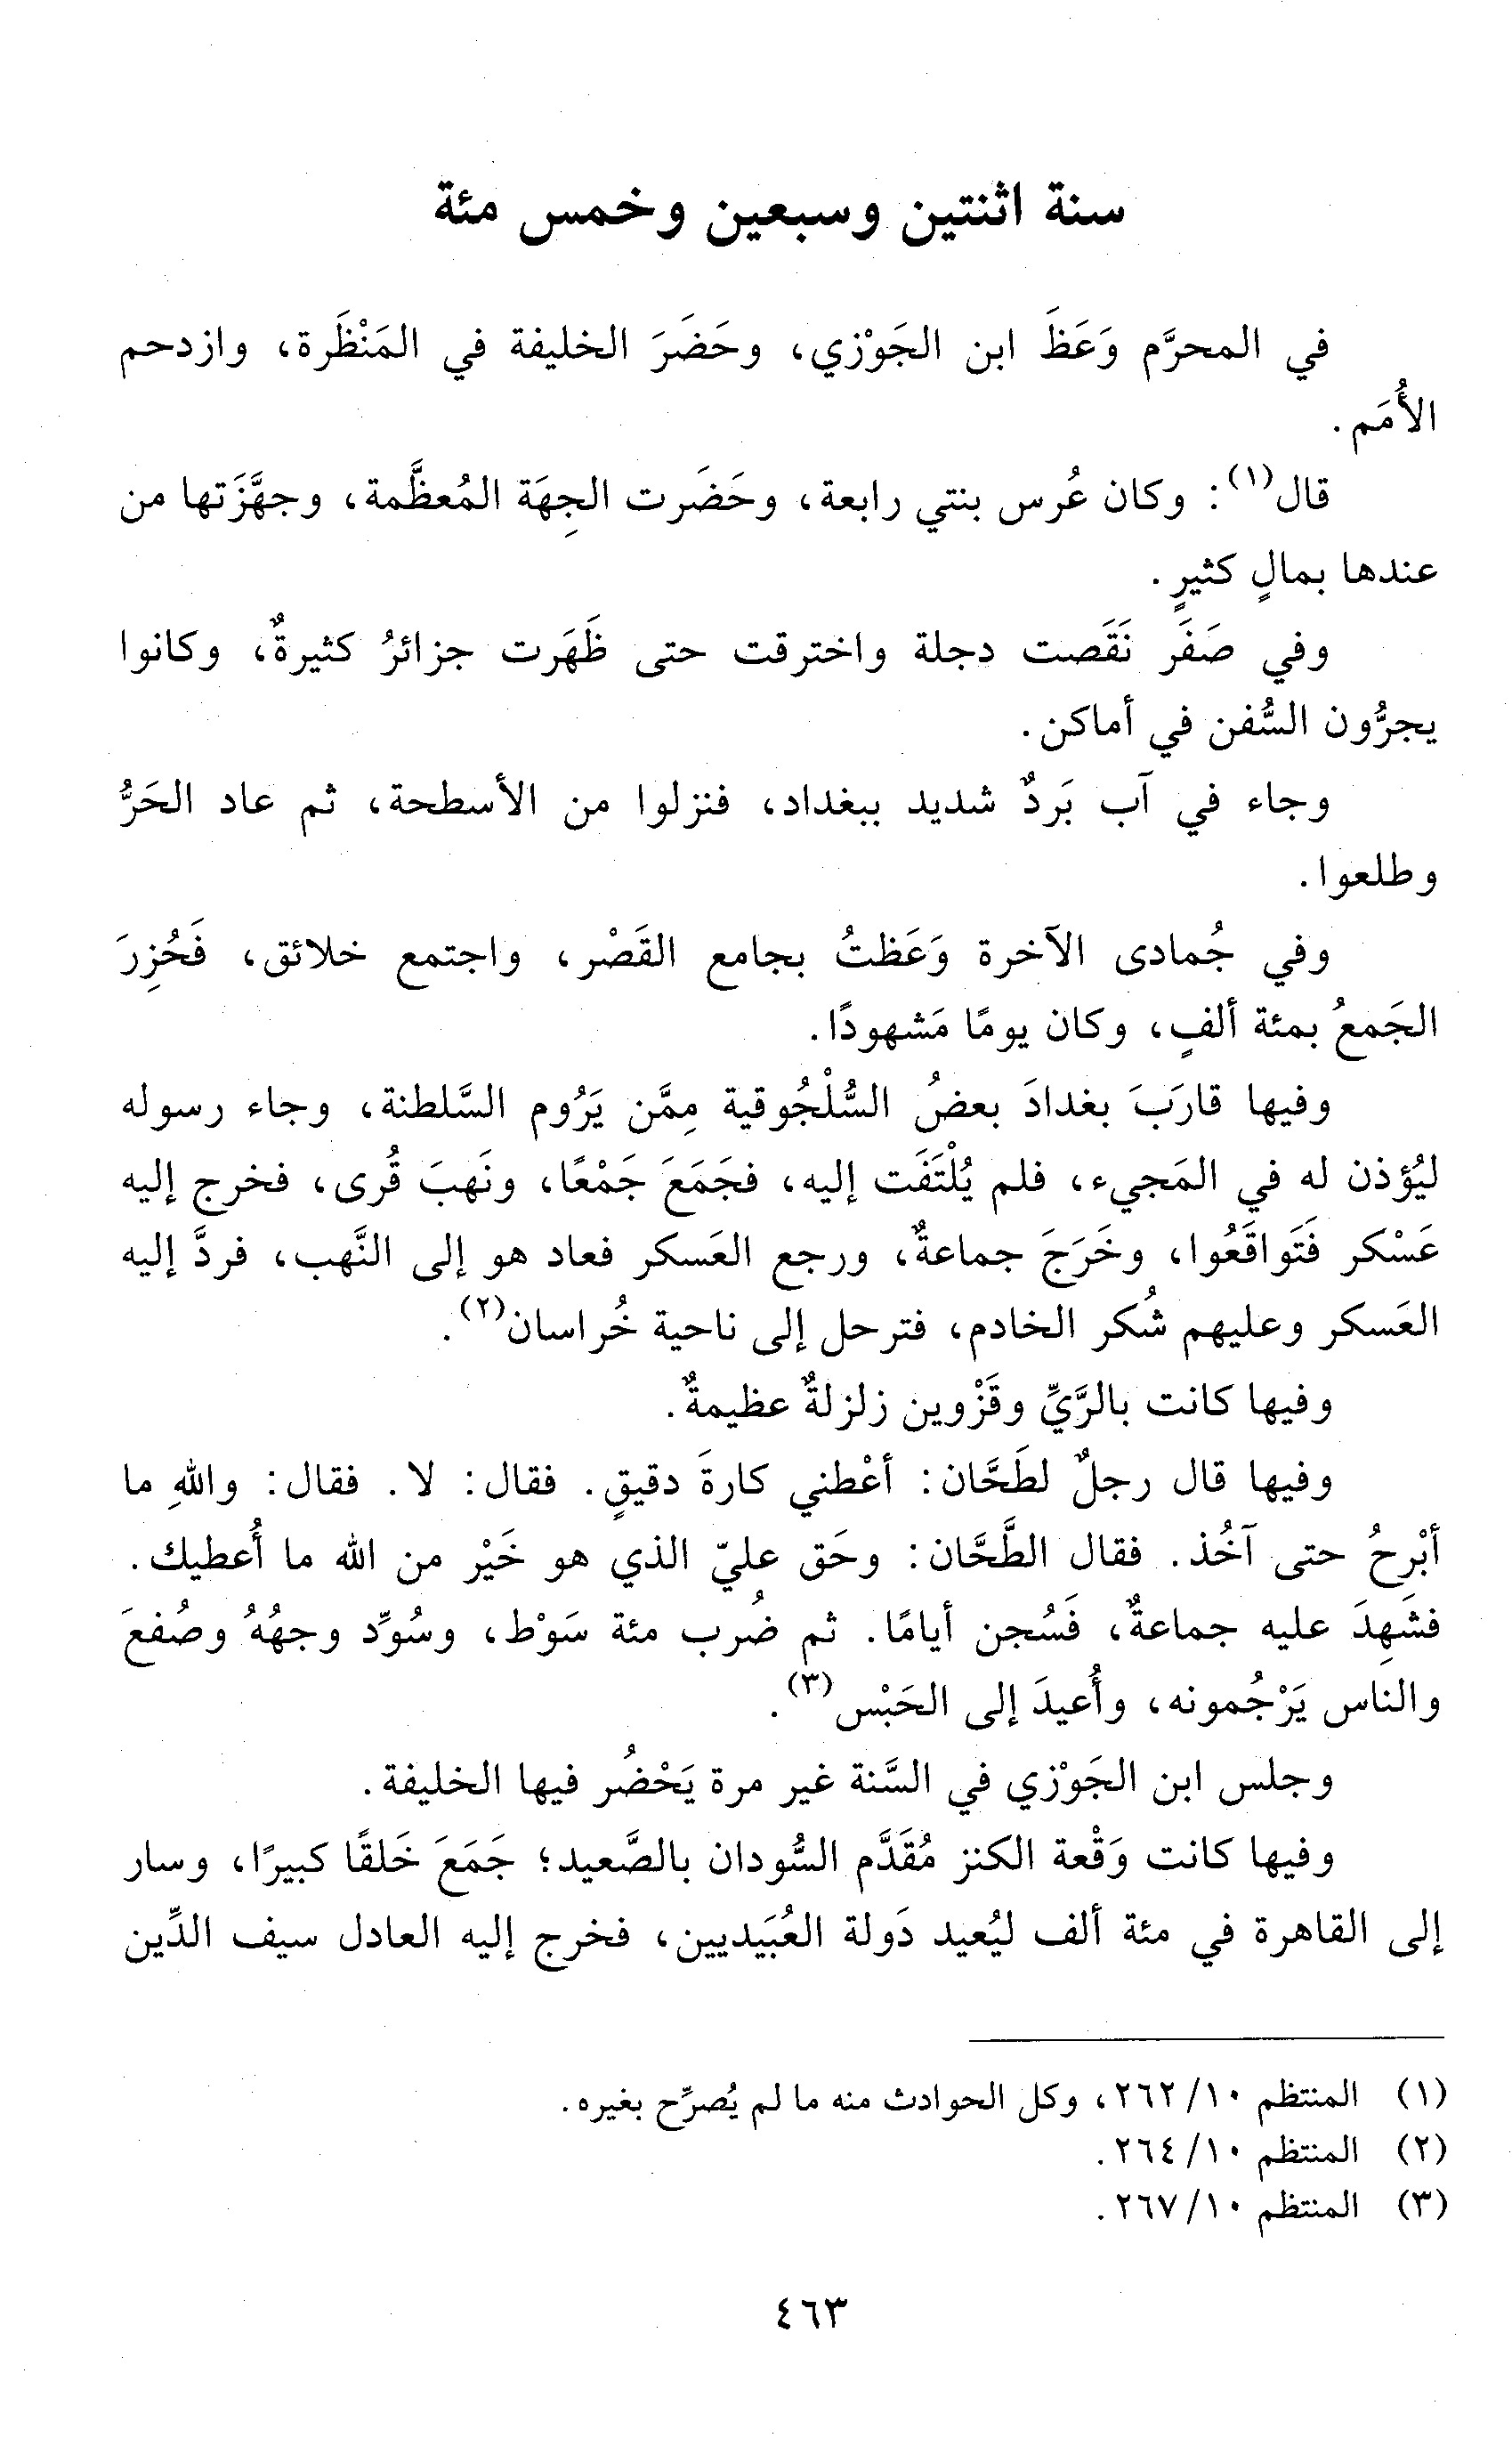 سنة اثنتين وسبعين وخمس مئة
في المحرَّم وَعَظَ ابن الجَوْزي، وحَضَرَ الخليفة في المَنْظَرة، وازدحم
الأُمَم.
قال(١): وكان عُرس بنتي رابعة، وحَضَرت الجِهَة المُعظَّمة، وجهَّزَتها من
عندها بمالٍ كثيرٍ.
وفي صَفَر نَقَصت دجلة واخترقت حتى ظَهَرت جزائرُ كثيرةٌ، وكانوا
يجرُّون السُّفن في أماكن.
وجاء في آب بَردٌ شديد ببغداد، فنزلوا من الأسطحة، ثم عاد الحَرُّ
وطلعوا.
وفي جُمادى الآخرة وَعَظتُ بجامع القَصْر، واجتمع خلائق، فَحُزِرَ
الجَمعُ بمئة ألفٍ، وكان يومًا مَشهودًا.
وفيها قارَبَ بغدادَ بعضُ السُّلْجُوقية مِمَّن يَرُوم السَّلطنة، وجاء رسوله
ليُؤذن له في المَجيء، فلم يُلْتَفَت إليه، فجَمَعَ جَمْعًا، ونَهبَ قُرى، فخرج إليه
عَسْكر فَتَواقَعُوا، وخَرَجَ جماعةٌ، ورجع العَسكر فعاد هو إلى النَّهب، فردَّ إليه
العَسكر وعليهم شُكر الخادم، فترحل إلى ناحية خُراسان(٢).
وفيها كانت بالرَّيِّ وقَزْوين زلزلةٌ عظيمةٌ.
وفيها قال رجلٌ لطَحَّان: أعْطني كارةَ دقيقٍ. فقال: لا. فقال: واللهِ ما
أبْرحُ حتى آخُذ. فقال الطَّحَّان: وحَق عليّ الذي هو خَيْر من الله ما أُعطيك.
فشَهِدَ عليه جماعةٌ، فَسُجن أيامًا. ثم ضُرب مئة سَوْط، وسُوِّد وجهُهُ وصُفعَ
والناس يَرْجُمونه، وأُعيدَ إلى الحَبْس(٣).
وجلس ابن الجَوْزي في السَّنة غير مرة يَحْضُر فيها الخليفة.
وفيها كانت وَقْعة الكنز مُقَدَّم السُّودان بالصَّعيد؛ جَمَعَ خَلقًا كبيرًا، وسار
إلى القاهرة في مئة ألف ليُعيد دَولة العُبَيديين، فخرج إليه العادل سيف الدِّين
(١) المنتظم ١٠/ ٢٦٢، وكل الحوادث منه ما لم يُصرِّح بغيره.
(٢) المنتظم ١٠/ ٢٦٤.
(٣) المنتظم ١٠/ ٢٦٧.
٤٦٣